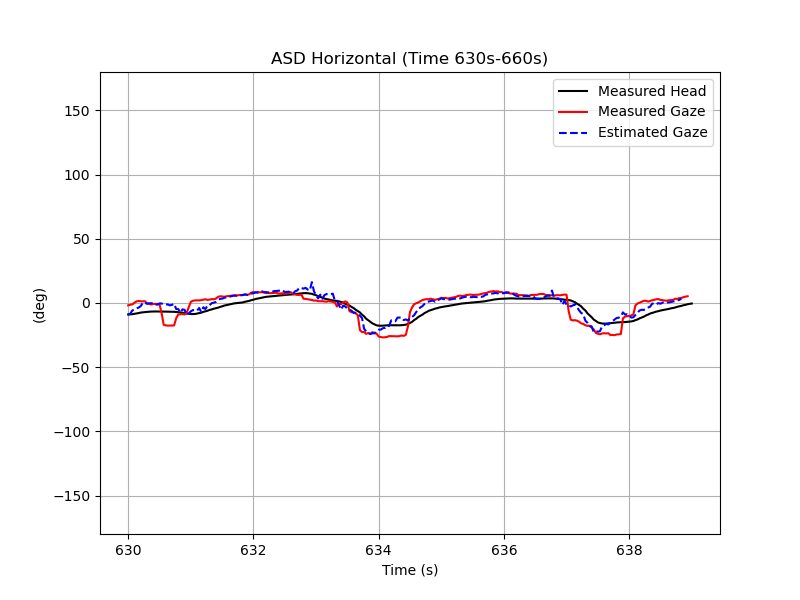 ASD Horizontal (Time 630s-660s)
Measured Head
Measured Gaze
Estimated Gaze
150
100
50
0
−50
−100
−150
(deg)
630
632
634
636
638
Time (s)